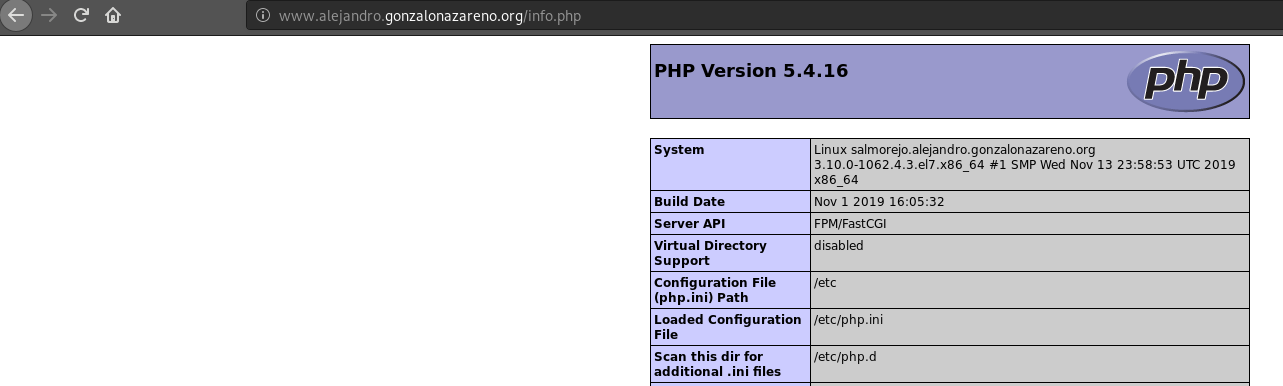 www.alejandro.gonzalonazareno.org/info.php
PHP Version 5.4.16
php
System
Linux salmorejo.alejandro.gonzalonazareno.org
3.10.0-1062.4.3.el7.x86_64 #1 SMP Wed Nov 13 23:58:53 UTC 2019
x86_64
Build Date
Nov 1 2019 16:05:32
Server API
FPM/FastCGI
Virtual Directory
Support
disabled
Configuration File
(php.ini) Path
/etc
Loaded Configuration
File
/etc/php.ini
Scan this dir for
additional .ini files
/etc/php.d